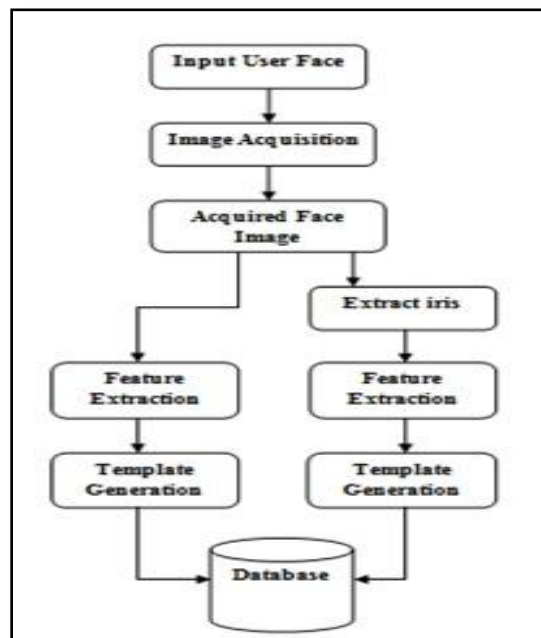 Input User Face
Image Acquisition
Acquired Face
Image
Extract iris
Feature
Extraction
Feature
Extraction
Template
Generation
Template
Generation
Database